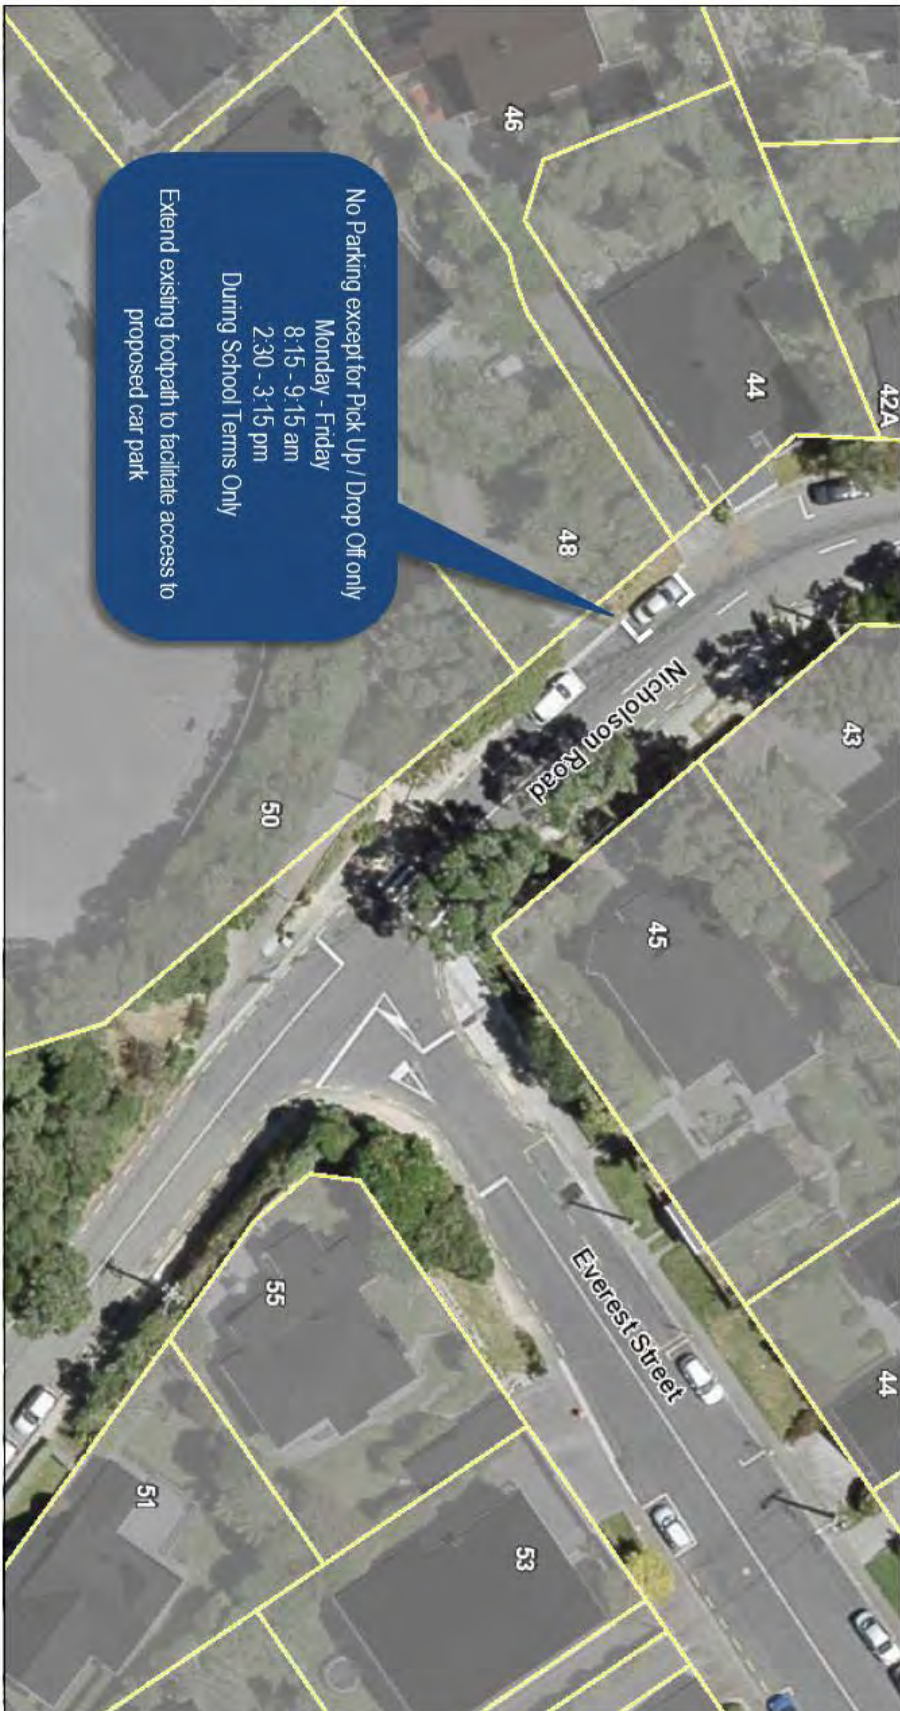 No Parking except for Pick Up / Drop Off only
Monday - Friday
8:15 - 9:15 am
2:30 - 3:15 pm
During School Terms Only
Extend existing footpath to facilitate access to
proposed car park
46
44
42A
48
43
Nicholson Road
50
45
Everest Street
55
44
51
53